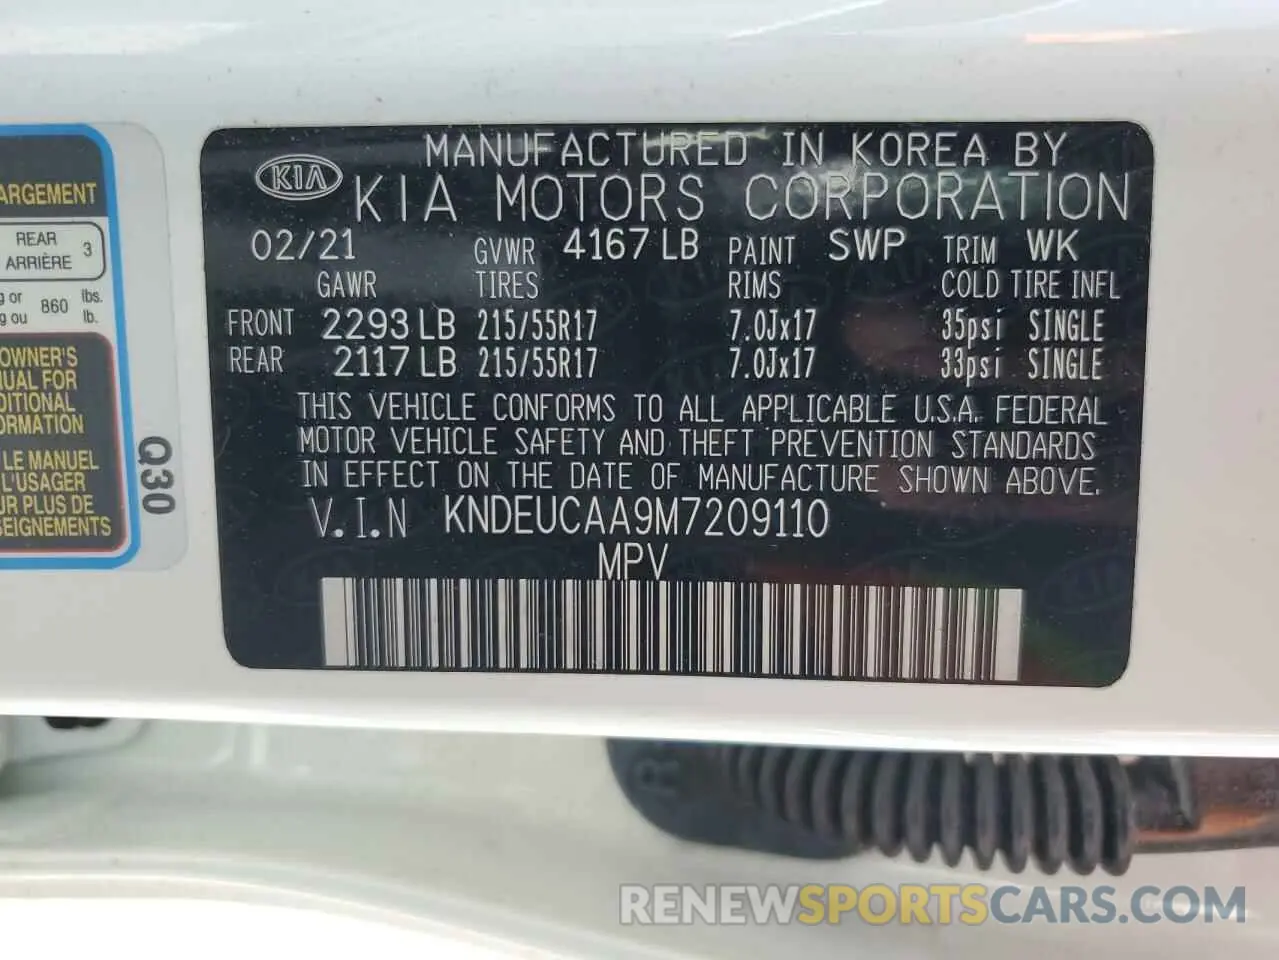 MANUFACTURED IN KOREA BY
KIA
KIA MOTORS CORPORATION
02/21 GVWR 4167 LB PAINT SWP TRIM WK
GAWR TIRES RIMS COLD TIRE INFL
FRONT 2293 LB 215/55R17 7.0Jx17 35psi SINGLE
REAR 2117 LB 215/55R17 7.0Jx17 33psi SINGLE
THIS VEHICLE CONFORMS TO ALL APPLICABLE U.S.A. FEDERAL
MOTOR VEHICLE SAFETY AND THEFT PREVENTION STANDARDS
IN EFFECT ON THE DATE OF MANUFACTURE SHOWN ABOVE.
V.I.N KNDEUCAA9M7209110
MPV
ARGEMENT
REAR
ARRIÈRE 3
g or 860 lbs.
g ou lb.
OWNER'S
UAL FOR
DITIONAL
ORMATION
LE MANUEL
L'USAGER
UR PLUS DE
SEIGNEMENTS
Q30
R
RENEWSPORTSCARS.COM